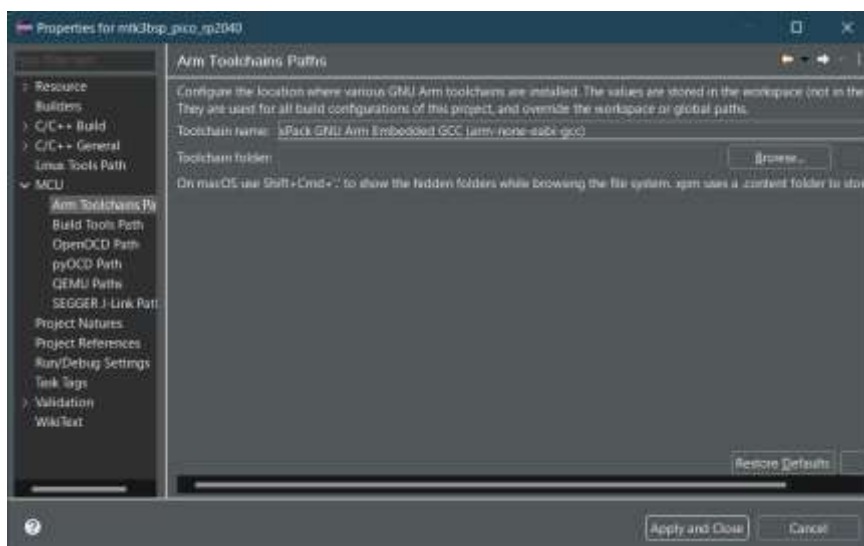 Properties for mtk3bsp_pico_rp2040
Arm Toolchains Paths
Resource
Builders
C/C++ Build
C/C++ General
Linux Tools Path
MCU
Arm Toolchains Pa
Build Tools Path
OpenOCD Path
pyOCD Path
QEMU Paths
SEGGER J-Link Pat
Project Natures
Project References
Run/Debug Settings
Task Tags
Validation
WikiText
Configure the location where various GNU Arm toolchains are installed. The values are stored in the workspace (not in the
They are used for all build configurations of this project, and override the workspace or global paths.
Toolchain name: xPack GNU Arm Embedded GCC (arm-none-eabi-gcc)
Toolchain folder: Browse...
On macOS use Shift+Cmd+'.' to show the hidden folders while browsing the file system. xpm uses a .content folder to stor
Restore Defaults
Apply and Close
Cancel